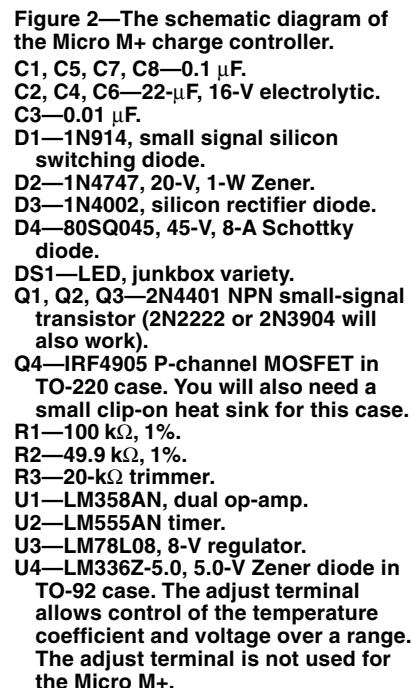 Figure 2—The schematic diagram of
the Micro M+ charge controller.
C1, C5, C7, C8—0.1 μF.
C2, C4, C6—22-μF, 16-V electrolytic.
C3—0.01 μF.
D1—1N914, small signal silicon
switching diode.
D2—1N4747, 20-V, 1-W Zener.
D3—1N4002, silicon rectifier diode.
D4—80SQ045, 45-V, 8-A Schottky
diode.
DS1—LED, junkbox variety.
Q1, Q2, Q3—2N4401 NPN small-signal
transistor (2N2222 or 2N3904 will
also work).
Q4—IRF4905 P-channel MOSFET in
TO-220 case. You will also need a
small clip-on heat sink for this case.
R1—100 kΩ, 1%.
R2—49.9 kΩ, 1%.
R3—20-kΩ trimmer.
U1—LM358AN, dual op-amp.
U2—LM555AN timer.
U3—LM78L08, 8-V regulator.
U4—LM336Z-5.0, 5.0-V Zener diode in
TO-92 case. The adjust terminal
allows control of the temperature
coefficient and voltage over a range.
The adjust terminal is not used for
the Micro M+.